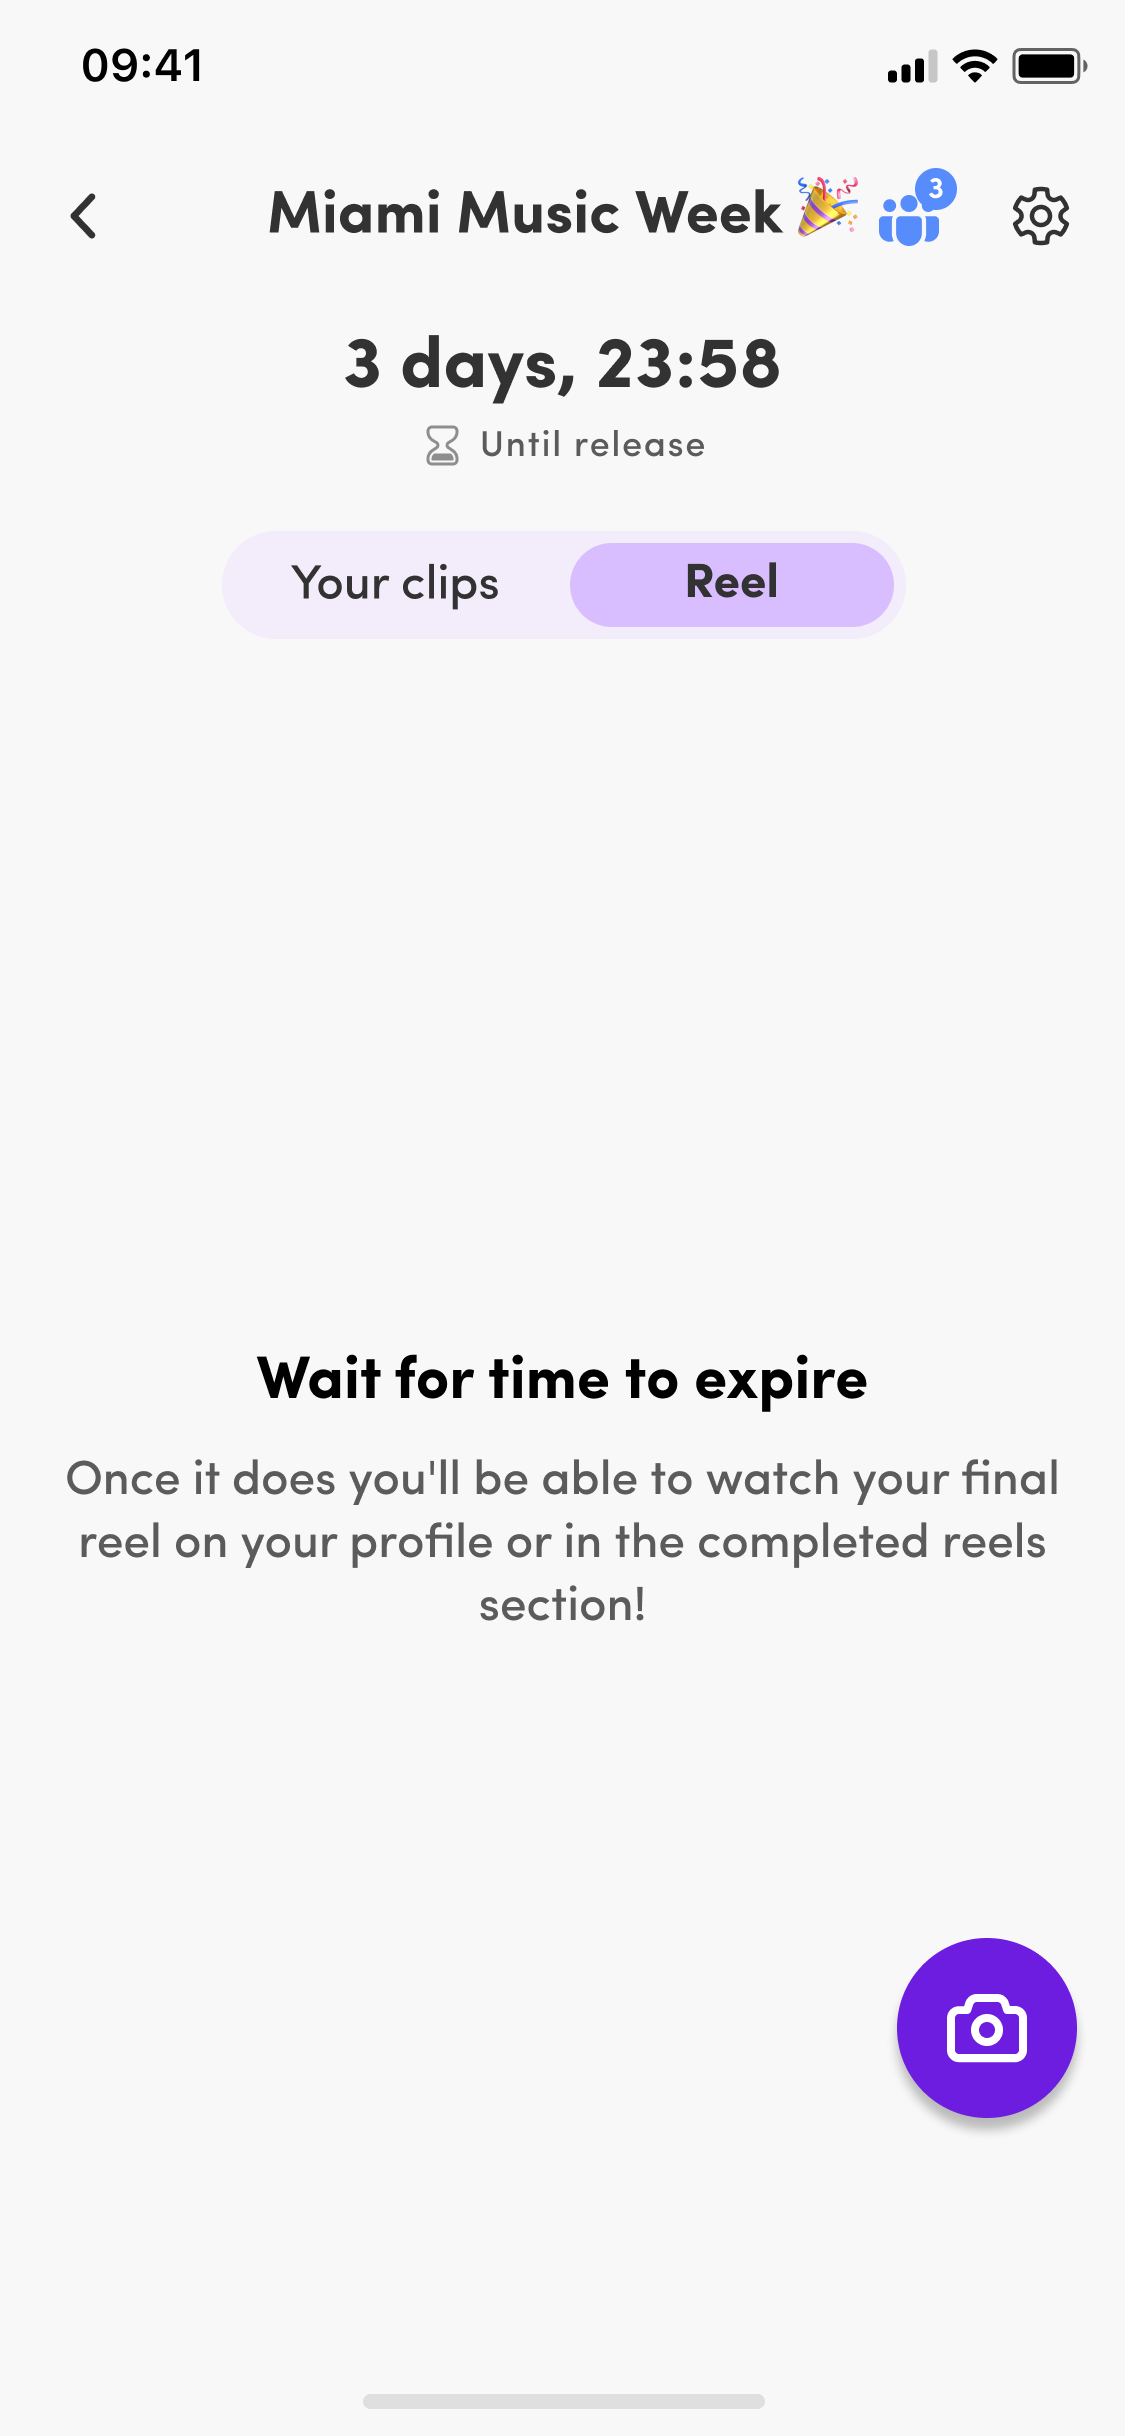 09:41
Miami Music Week 🎉
3
3 days, 23:58
Until release
Your clips
Reel
Wait for time to expire
Once it does you'll be able to watch your final
reel on your profile or in the completed reels
section!